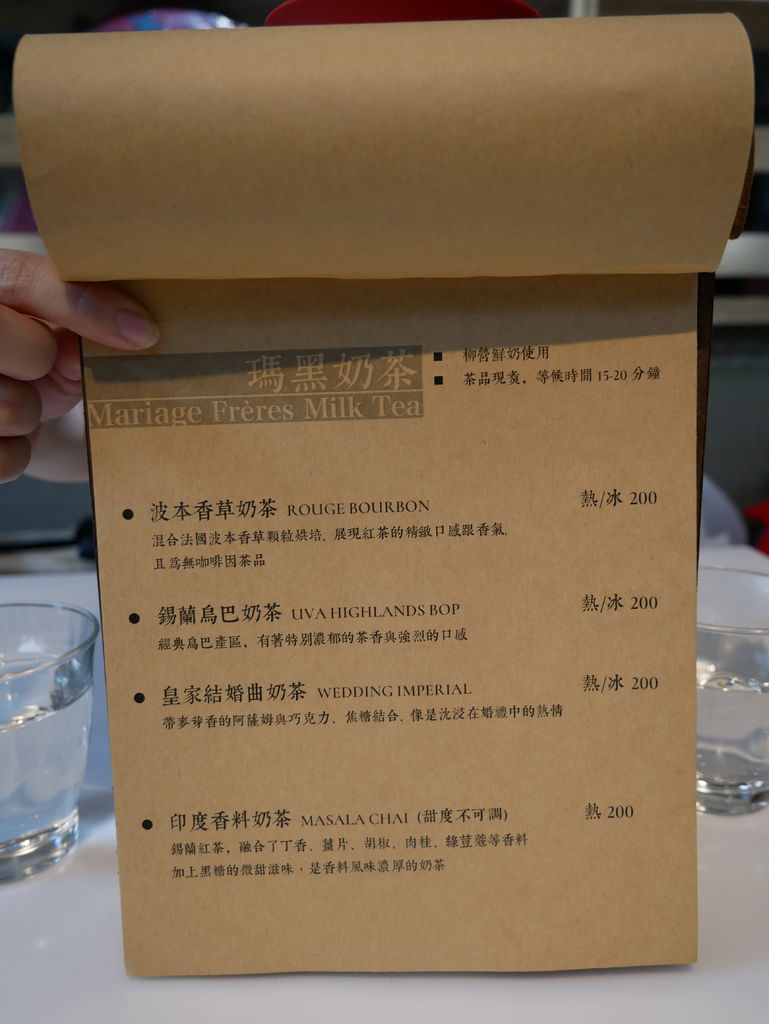 瑪黑奶茶
Mariage Frères Milk Tea
■ 柳營鮮奶使用
■ 茶品現煮，等候時間 15-20 分鐘
● 波本香草奶茶 ROUGE BOURBON 熱/冰 200
混合法國波本香草顆粒烘培、展現紅茶的精緻口感跟香氣、
且為無咖啡因茶品
● 錫蘭烏巴奶茶 UVA HIGHLANDS BOP 熱/冰 200
經典烏巴產區，有著特別濃郁的茶香與強烈的口感
● 皇家結婚曲奶茶 WEDDING IMPERIAL 熱/冰 200
帶麥芽香的阿薩姆與巧克力、焦糖結合、像是沈浸在婚禮中的熱情
● 印度香料奶茶 MASALA CHAI (甜度不可調) 熱 200
錫蘭紅茶，融合了丁香、薑片、胡椒、肉桂、綠荳蔻等香料
加上黑糖的微甜滋味，是香料風味濃厚的奶茶